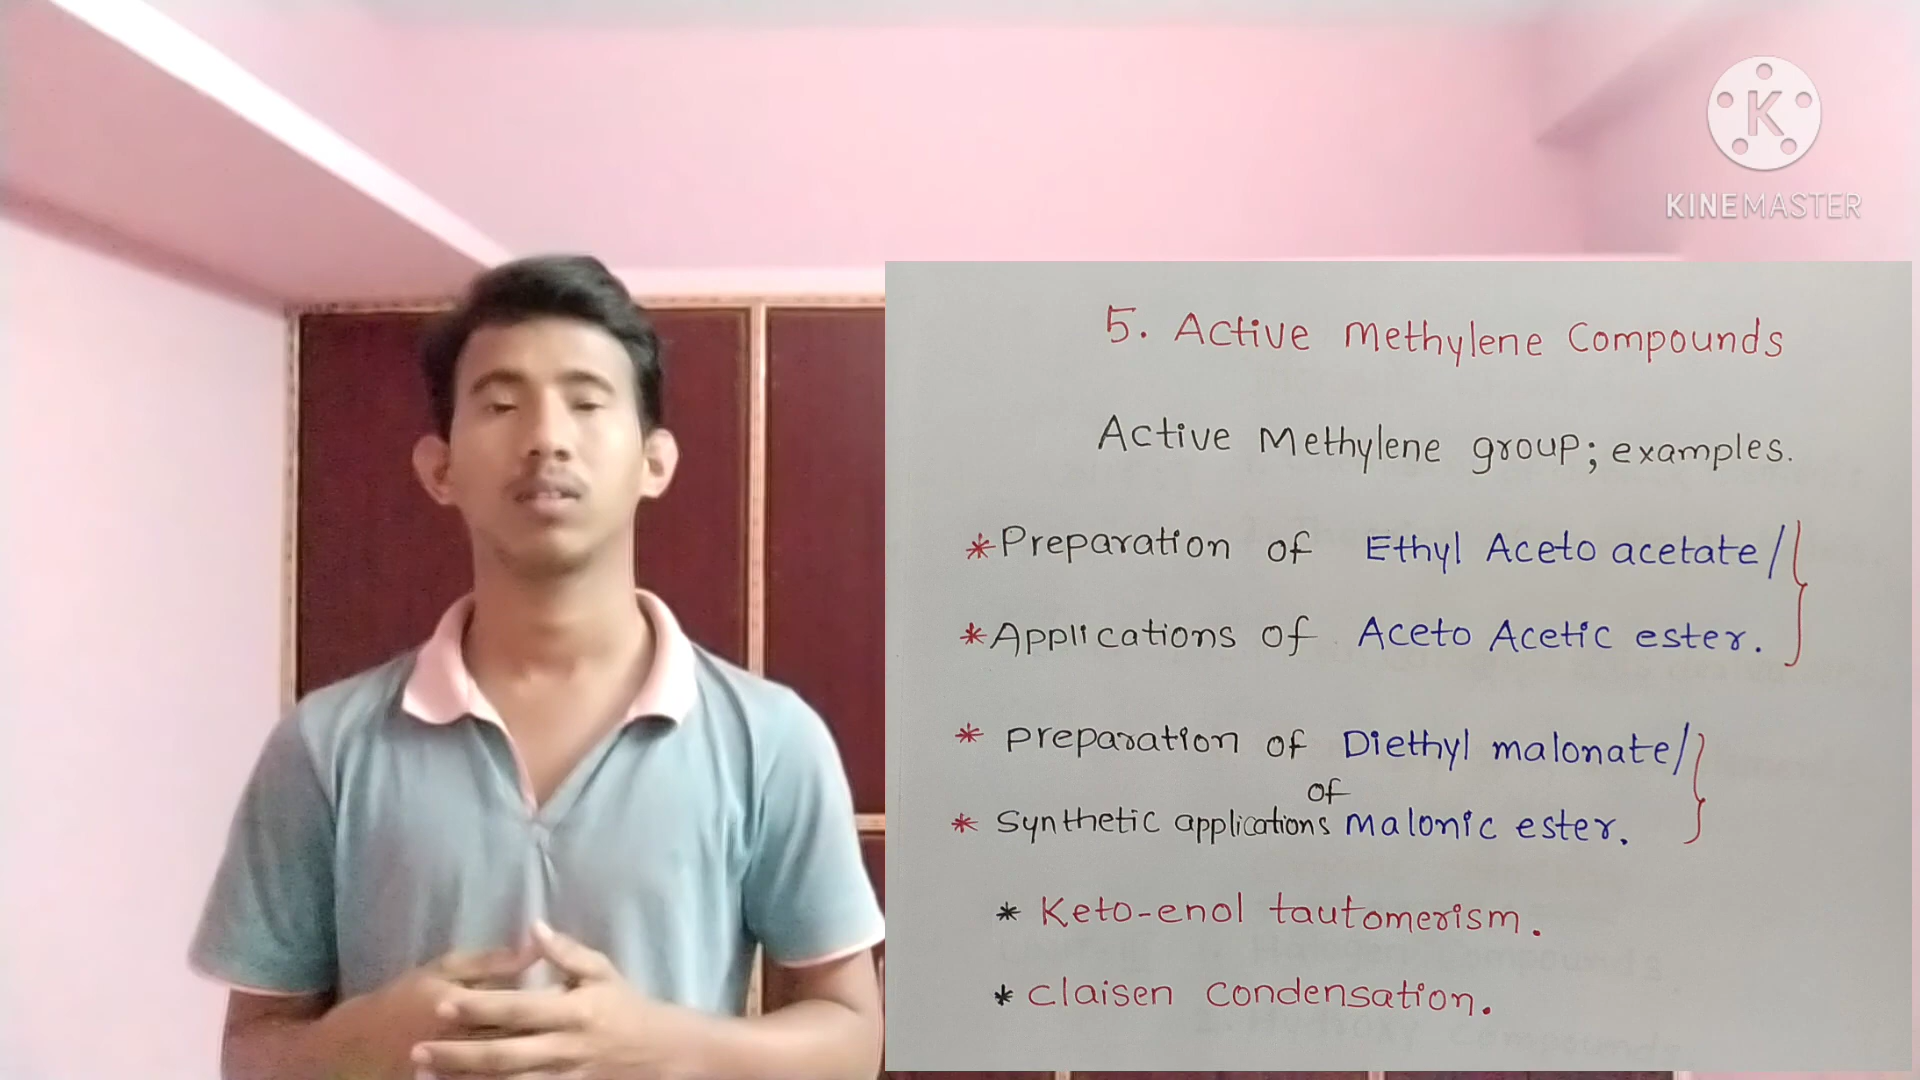 K
KINEMASTER
5. Active Methylene Compounds
Active Methylene group; examples.
*Preparation of Ethyl Aceto acetate/
*Applications of Aceto Acetic ester.
* Preparation of Diethyl malonate/
of
* Synthetic applications malonic ester.
* Keto-enol tautomerism.
* claisen condensation.